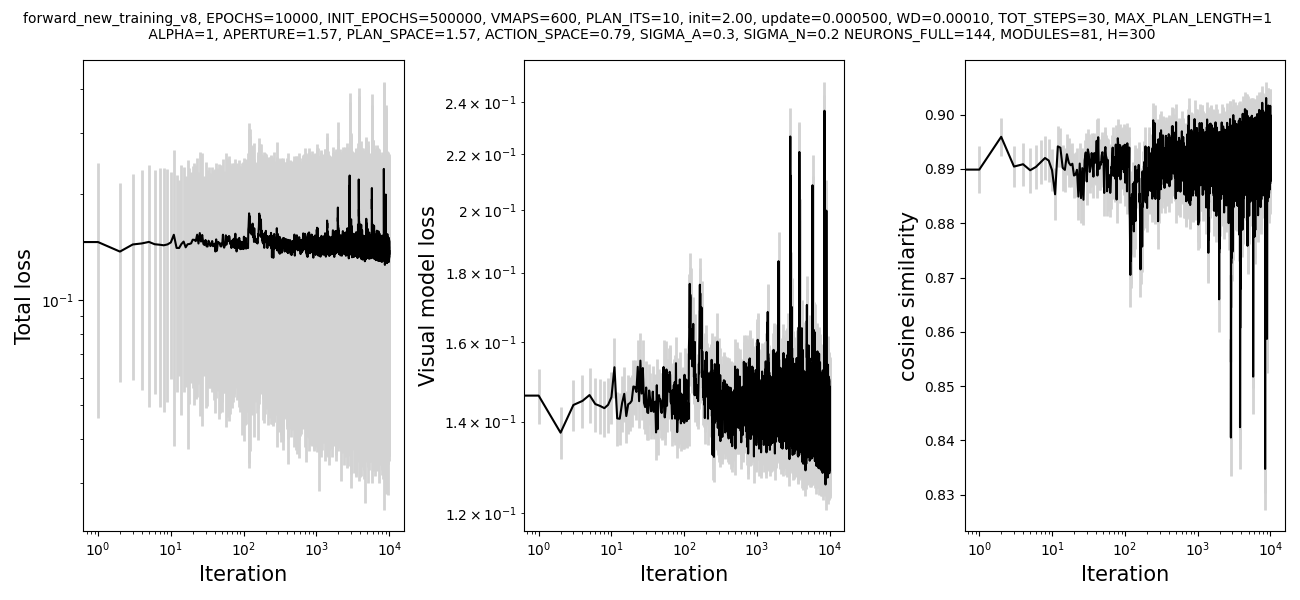 forward_new_training_v8, EPOCHS=10000, INIT_EPOCHS=500000, VMAPS=600, PLAN_ITS=10, init=2.00, update=0.000500, WD=0.00010, TOT_STEPS=30, MAX_PLAN_LENGTH=1
ALPHA=1, APERTURE=1.57, PLAN_SPACE=1.57, ACTION_SPACE=0.79, SIGMA_A=0.3, SIGMA_N=0.2 NEURONS_FULL=144, MODULES=81, H=300
Total loss
10⁻¹
10⁰ 10¹ 10² 10³ 10⁴
Iteration
Visual model loss
2.4 × 10⁻¹
2.2 × 10⁻¹
2 × 10⁻¹
1.8 × 10⁻¹
1.6 × 10⁻¹
1.4 × 10⁻¹
1.2 × 10⁻¹
10⁰ 10¹ 10² 10³ 10⁴
Iteration
cosine similarity
0.90
0.89
0.88
0.87
0.86
0.85
0.84
0.83
10⁰ 10¹ 10² 10³ 10⁴
Iteration